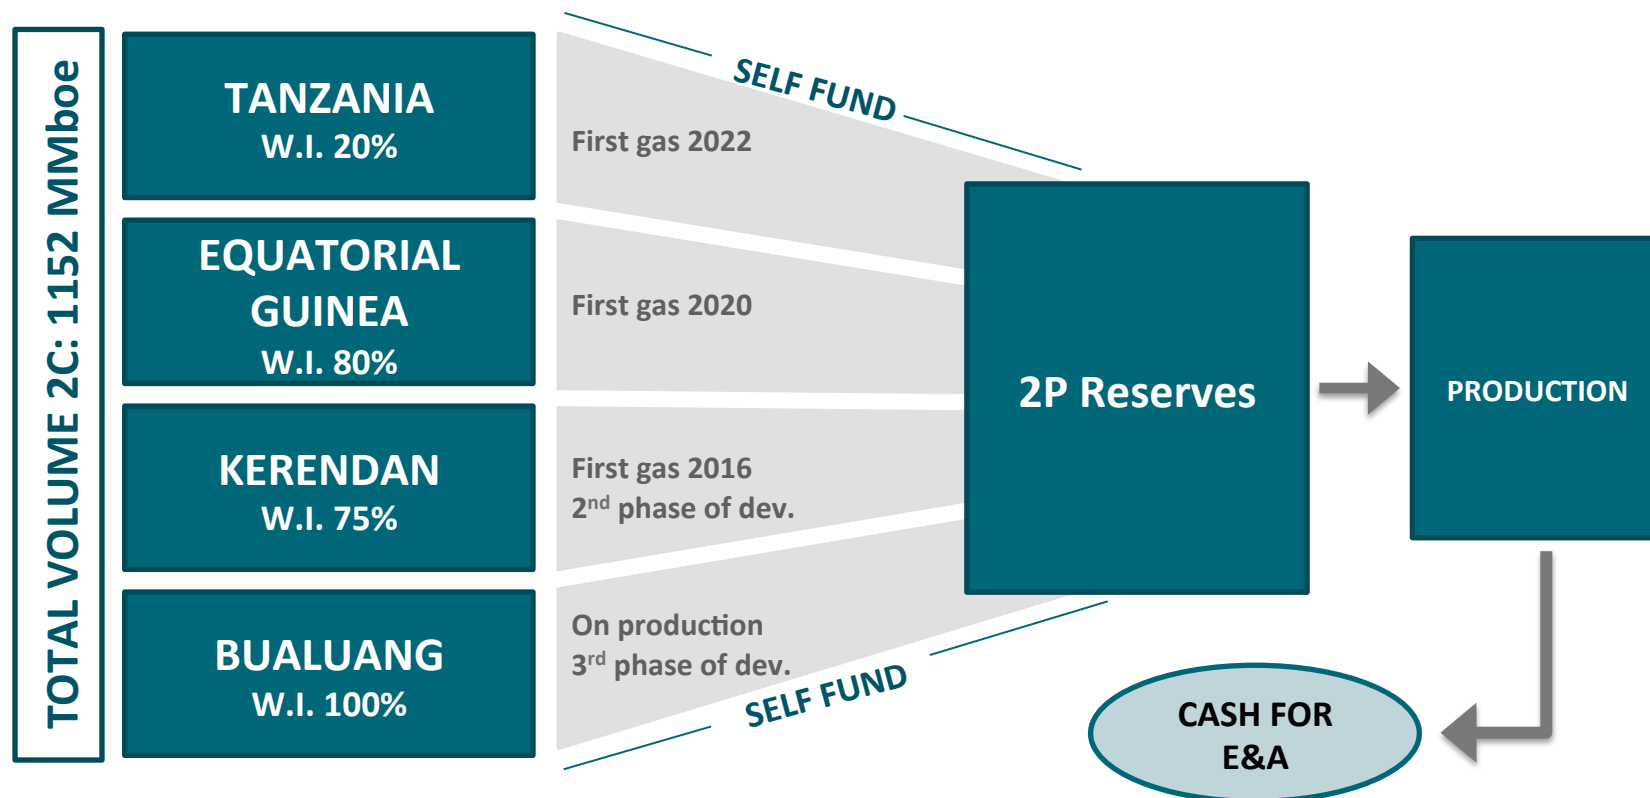 TOTAL VOLUME 2C: 1152 MMboe
TANZANIA
W.I. 20%
EQUATORIAL
GUINEA
W.I. 80%
KERENDAN
W.I. 75%
BUALUANG
W.I. 100%
SELF FUND
First gas 2022
First gas 2020
First gas 2016
2nd phase of dev.
On production
3rd phase of dev.
SELF FUND
2P Reserves
PRODUCTION
CASH FOR
E&A